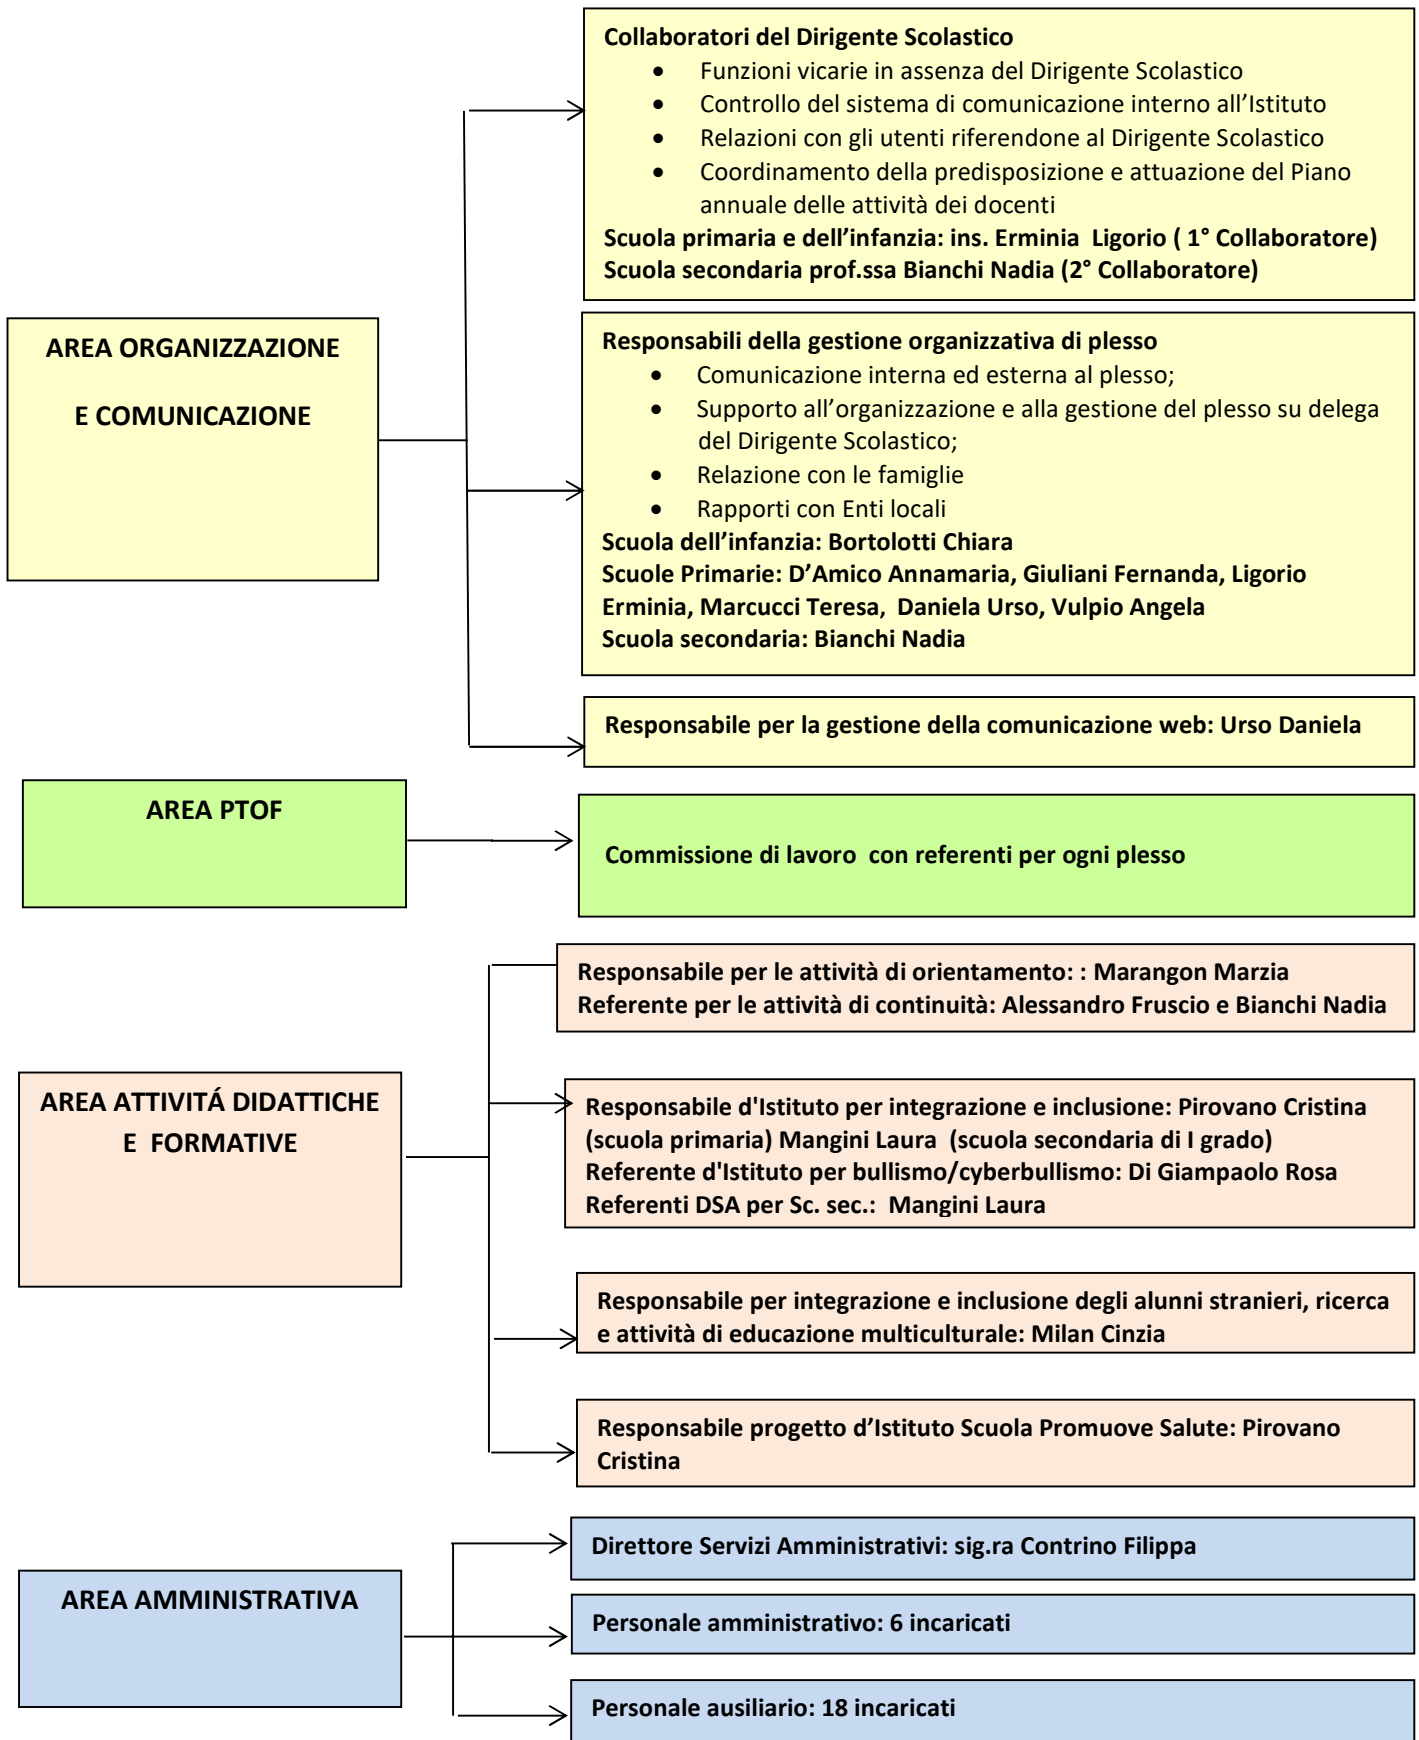 Collaboratori del Dirigente Scolastico
• Funzioni vicarie in assenza del Dirigente Scolastico
• Controllo del sistema di comunicazione interno all’Istituto
• Relazioni con gli utenti riferendone al Dirigente Scolastico
• Coordinamento della predisposizione e attuazione del Piano
annuale delle attività dei docenti
Scuola primaria e dell’infanzia: ins. Erminia Ligorio ( 1° Collaboratore)
Scuola secondaria prof.ssa Bianchi Nadia (2° Collaboratore)
AREA ORGANIZZAZIONE
E COMUNICAZIONE
Responsabili della gestione organizzativa di plesso
• Comunicazione interna ed esterna al plesso;
• Supporto all’organizzazione e alla gestione del plesso su delega
del Dirigente Scolastico;
• Relazione con le famiglie
• Rapporti con Enti locali
Scuola dell’infanzia: Bortolotti Chiara
Scuole Primarie: D’Amico Annamaria, Giuliani Fernanda, Ligorio
Erminia, Marcucci Teresa, Daniela Urso, Vulpio Angela
Scuola secondaria: Bianchi Nadia
Responsabile per la gestione della comunicazione web: Urso Daniela
AREA PTOF
Commissione di lavoro con referenti per ogni plesso
AREA ATTIVITÁ DIDATTICHE
E FORMATIVE
Responsabile per le attività di orientamento: : Marangon Marzia
Referente per le attività di continuità: Alessandro Fruscio e Bianchi Nadia
Responsabile d'Istituto per integrazione e inclusione: Pirovano Cristina
(scuola primaria) Mangini Laura (scuola secondaria di I grado)
Referente d'Istituto per bullismo/cyberbullismo: Di Giampaolo Rosa
Referenti DSA per Sc. sec.: Mangini Laura
Responsabile per integrazione e inclusione degli alunni stranieri, ricerca
e attività di educazione multiculturale: Milan Cinzia
Responsabile progetto d’Istituto Scuola Promuove Salute: Pirovano
Cristina
AREA AMMINISTRATIVA
Direttore Servizi Amministrativi: sig.ra Contrino Filippa
Personale amministrativo: 6 incaricati
Personale ausiliario: 18 incaricati